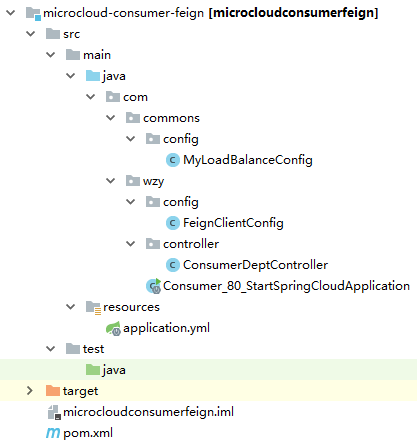 microcloud-consumer-feign [microcloudconsumerfeign]
src
main
java
com
commons
config
MyLoadBalanceConfig
wzy
config
FeignClientConfig
controller
ConsumerDeptController
Consumer_80_StartSpringCloudApplication
resources
application.yml
test
java
target
microcloudconsumerfeign.iml
pom.xml